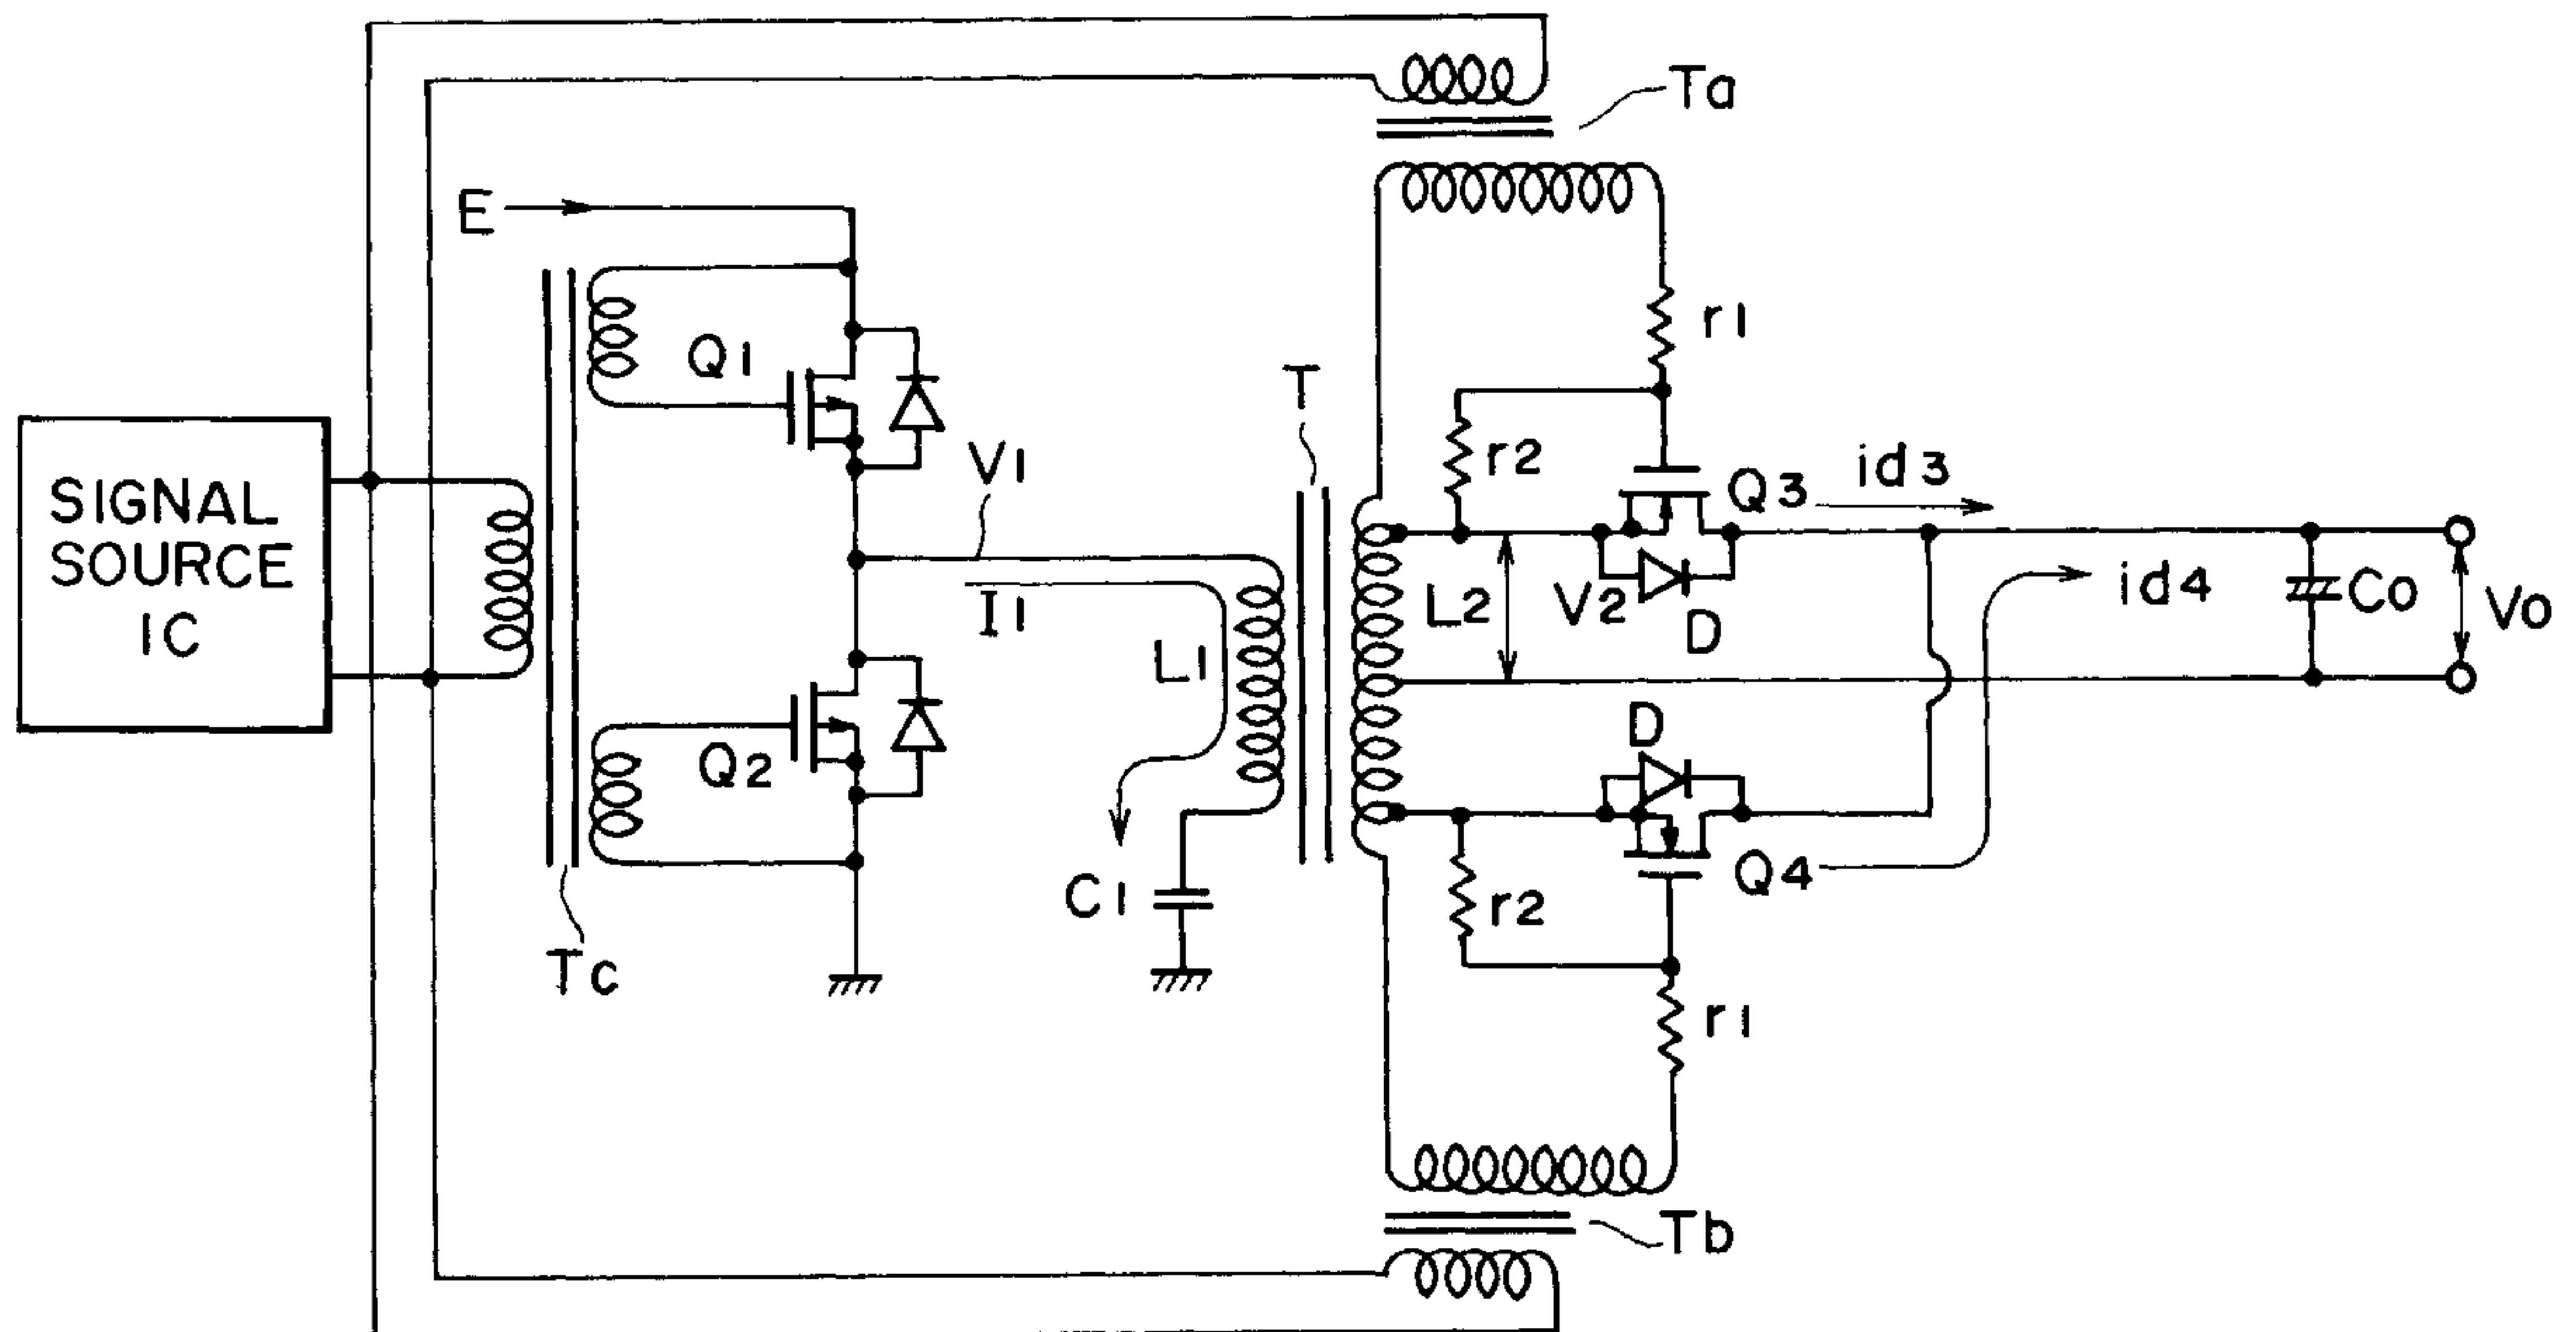 Ta
E
r1
Q1
T
SIGNAL
SOURCE
IC
V1
r2
Q3
id3
I1
L1
L2
V2
D
id4
Co
Vo
Q2
D
Q4
C1
r2
Tc
r1
Tb